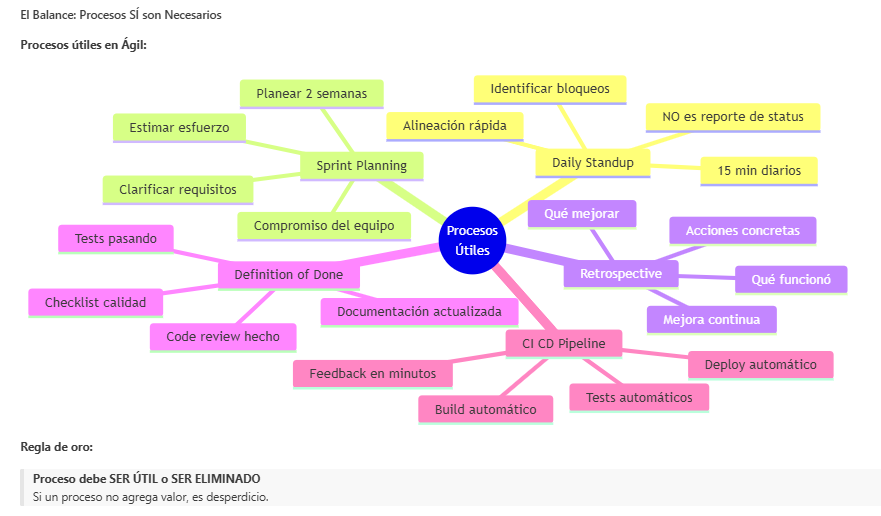 El Balance: Procesos SÍ son Necesarios
Procesos útiles en Ágil:
Procesos
Útiles
Sprint Planning
Planear 2 semanas
Estimar esfuerzo
Clarificar requisitos
Compromiso del equipo
Daily Standup
Identificar bloqueos
Alineación rápida
NO es reporte de status
15 min diarios
Retrospective
Qué mejorar
Acciones concretas
Qué funcionó
Mejora continua
Definition of Done
Tests pasando
Checklist calidad
Code review hecho
Documentación actualizada
CI CD Pipeline
Feedback en minutos
Build automático
Tests automáticos
Deploy automático
Regla de oro:
Proceso debe SER ÚTIL o SER ELIMINADO
Si un proceso no agrega valor, es desperdicio.